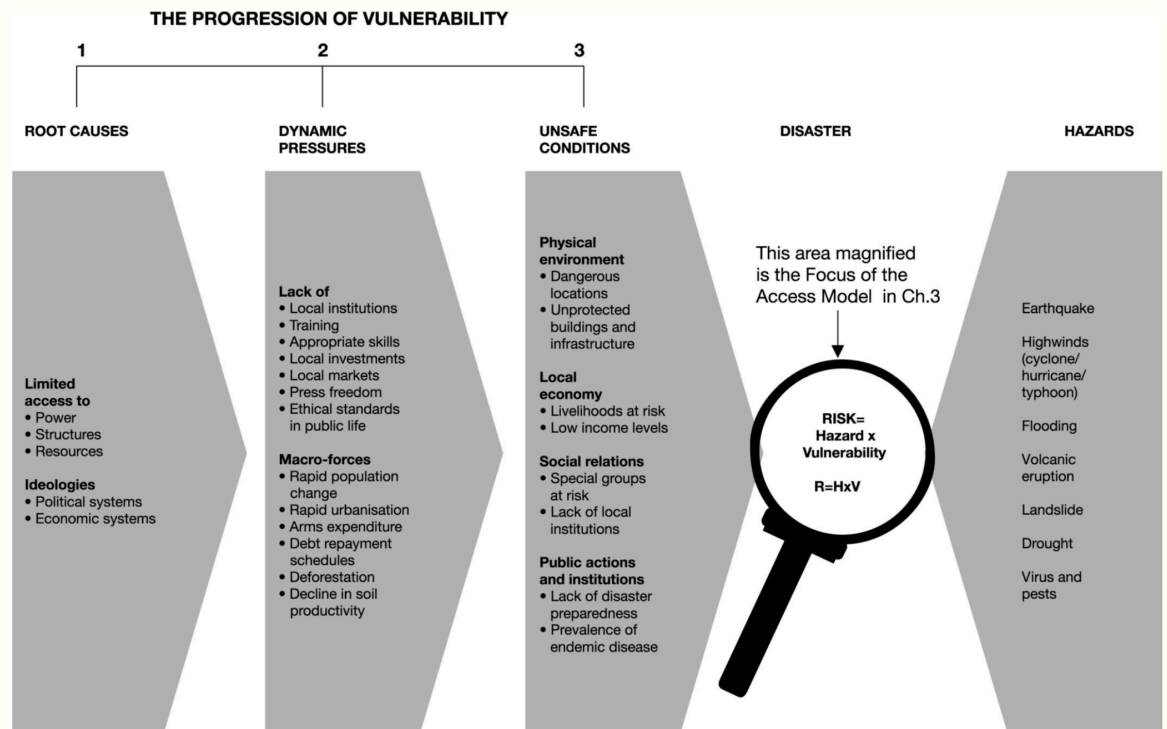 THE PROGRESSION OF VULNERABILITY
1
2
3
ROOT CAUSES
DYNAMIC
PRESSURES
UNSAFE
CONDITIONS
DISASTER
HAZARDS
Limited
access to
• Power
• Structures
• Resources
Ideologies
• Political systems
• Economic systems
Lack of
• Local institutions
• Training
• Appropriate skills
• Local investments
• Local markets
• Press freedom
• Ethical standards
in public life
Macro-forces
• Rapid population
change
• Rapid urbanisation
• Arms expenditure
• Debt repayment
schedules
• Deforestation
• Decline in soil
productivity
Physical
environment
• Dangerous
locations
• Unprotected
buildings and
infrastructure
Local
economy
• Livelihoods at risk
• Low income levels
Social relations
• Special groups
at risk
• Lack of local
institutions
Public actions
and institutions
• Lack of disaster
preparedness
• Prevalence of
endemic disease
This area magnified
is the Focus of the
Access Model in Ch.3
RISK=
Hazard x
Vulnerability
R=HxV
Earthquake
Highwinds
(cyclone/
hurricane/
typhoon)
Flooding
Volcanic
eruption
Landslide
Drought
Virus and
pests